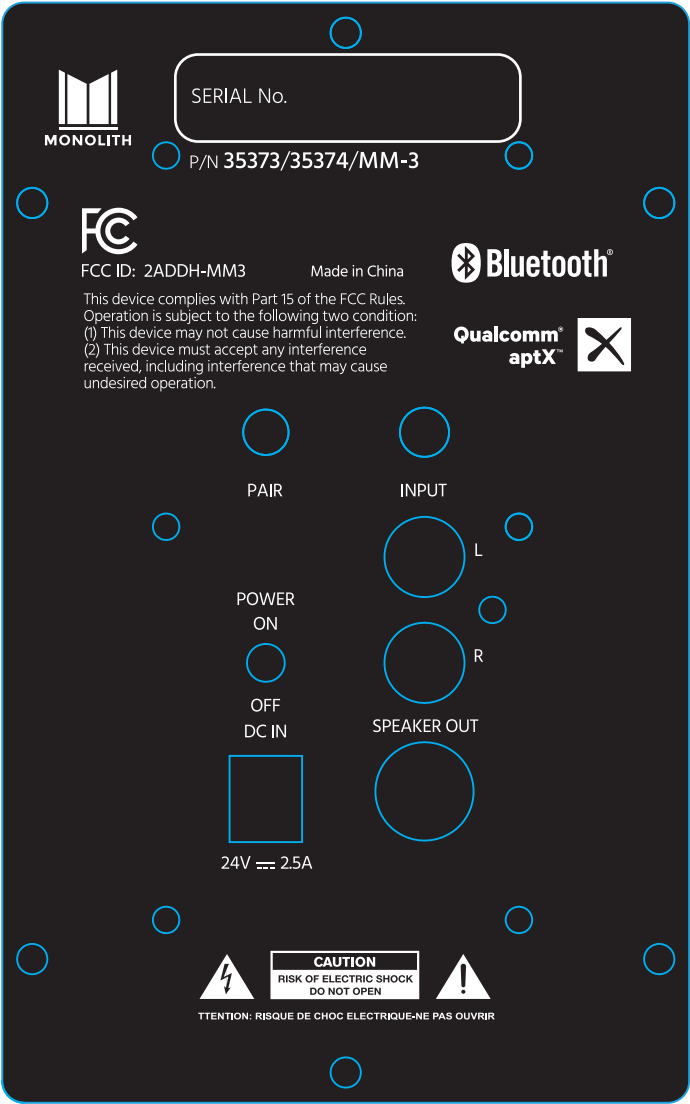 MONOLITH
SERIAL No.
P/N 35373/35374/MM-3
FC
FCC ID: 2ADDH-MM3
Made in China
This device complies with Part 15 of the FCC Rules.
Operation is subject to the following two condition:
(1) This device may not cause harmful interference.
(2) This device must accept any interference
received, including interference that may cause
undesired operation.
Bluetooth®
Qualcomm®
aptX™
PAIR
INPUT
L
POWER
ON
R
OFF
DC IN
SPEAKER OUT
24V ⎓ 2.5A
CAUTION
RISK OF ELECTRIC SHOCK
DO NOT OPEN
TTENTION: RISQUE DE CHOC ELECTRIQUE-NE PAS OUVRIR